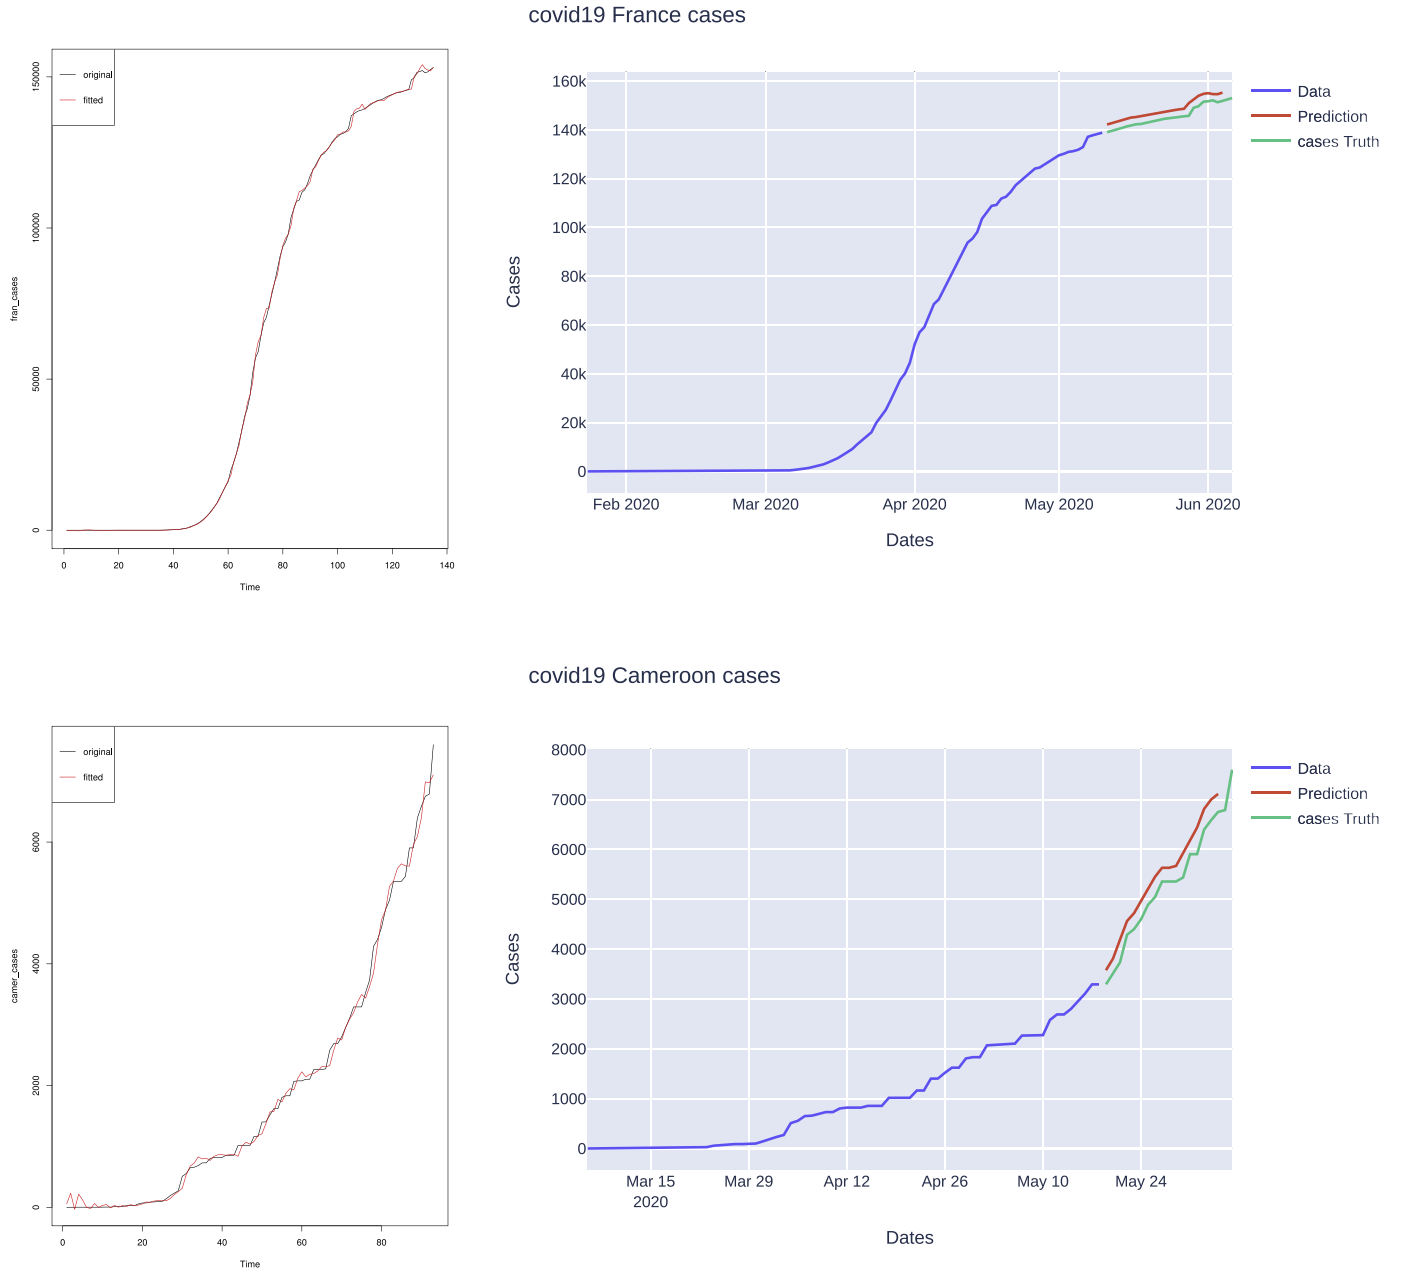 covid19 France cases
original
fitted
150000
100000
50000
0
fran_cases
0 20 40 60 80 100 120 140
Time
160k
140k
120k
100k
80k
60k
40k
20k
0
Cases
Feb 2020 Mar 2020 Apr 2020 May 2020 Jun 2020
Dates
Data
Prediction
cases Truth
covid19 Cameroon cases
original
fitted
6000
4000
2000
0
camer_cases
0 20 40 60 80
Time
8000
7000
6000
5000
4000
3000
2000
1000
0
Cases
Mar 15 Mar 29 Apr 12 Apr 26 May 10 May 24
2020
Dates
Data
Prediction
cases Truth